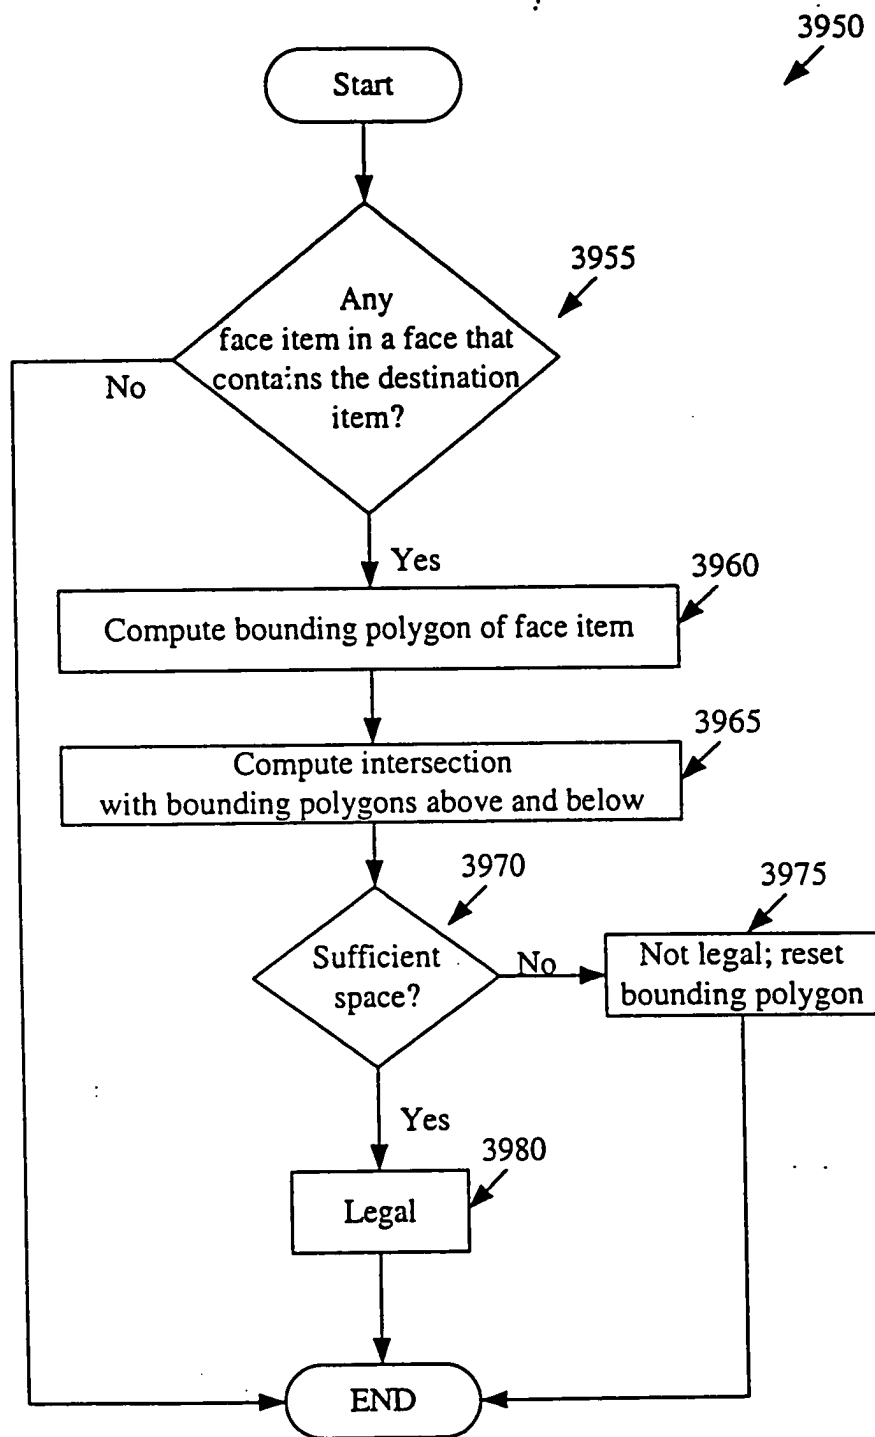 3950
Start
3955
Any
face item in a face that
contains the destination
item?
No
Yes
3960
Compute bounding polygon of face item
3965
Compute intersection
with bounding polygons above and below
3970
3975
Sufficient
space?
No
Not legal; reset
bounding polygon
Yes
3980
Legal
END